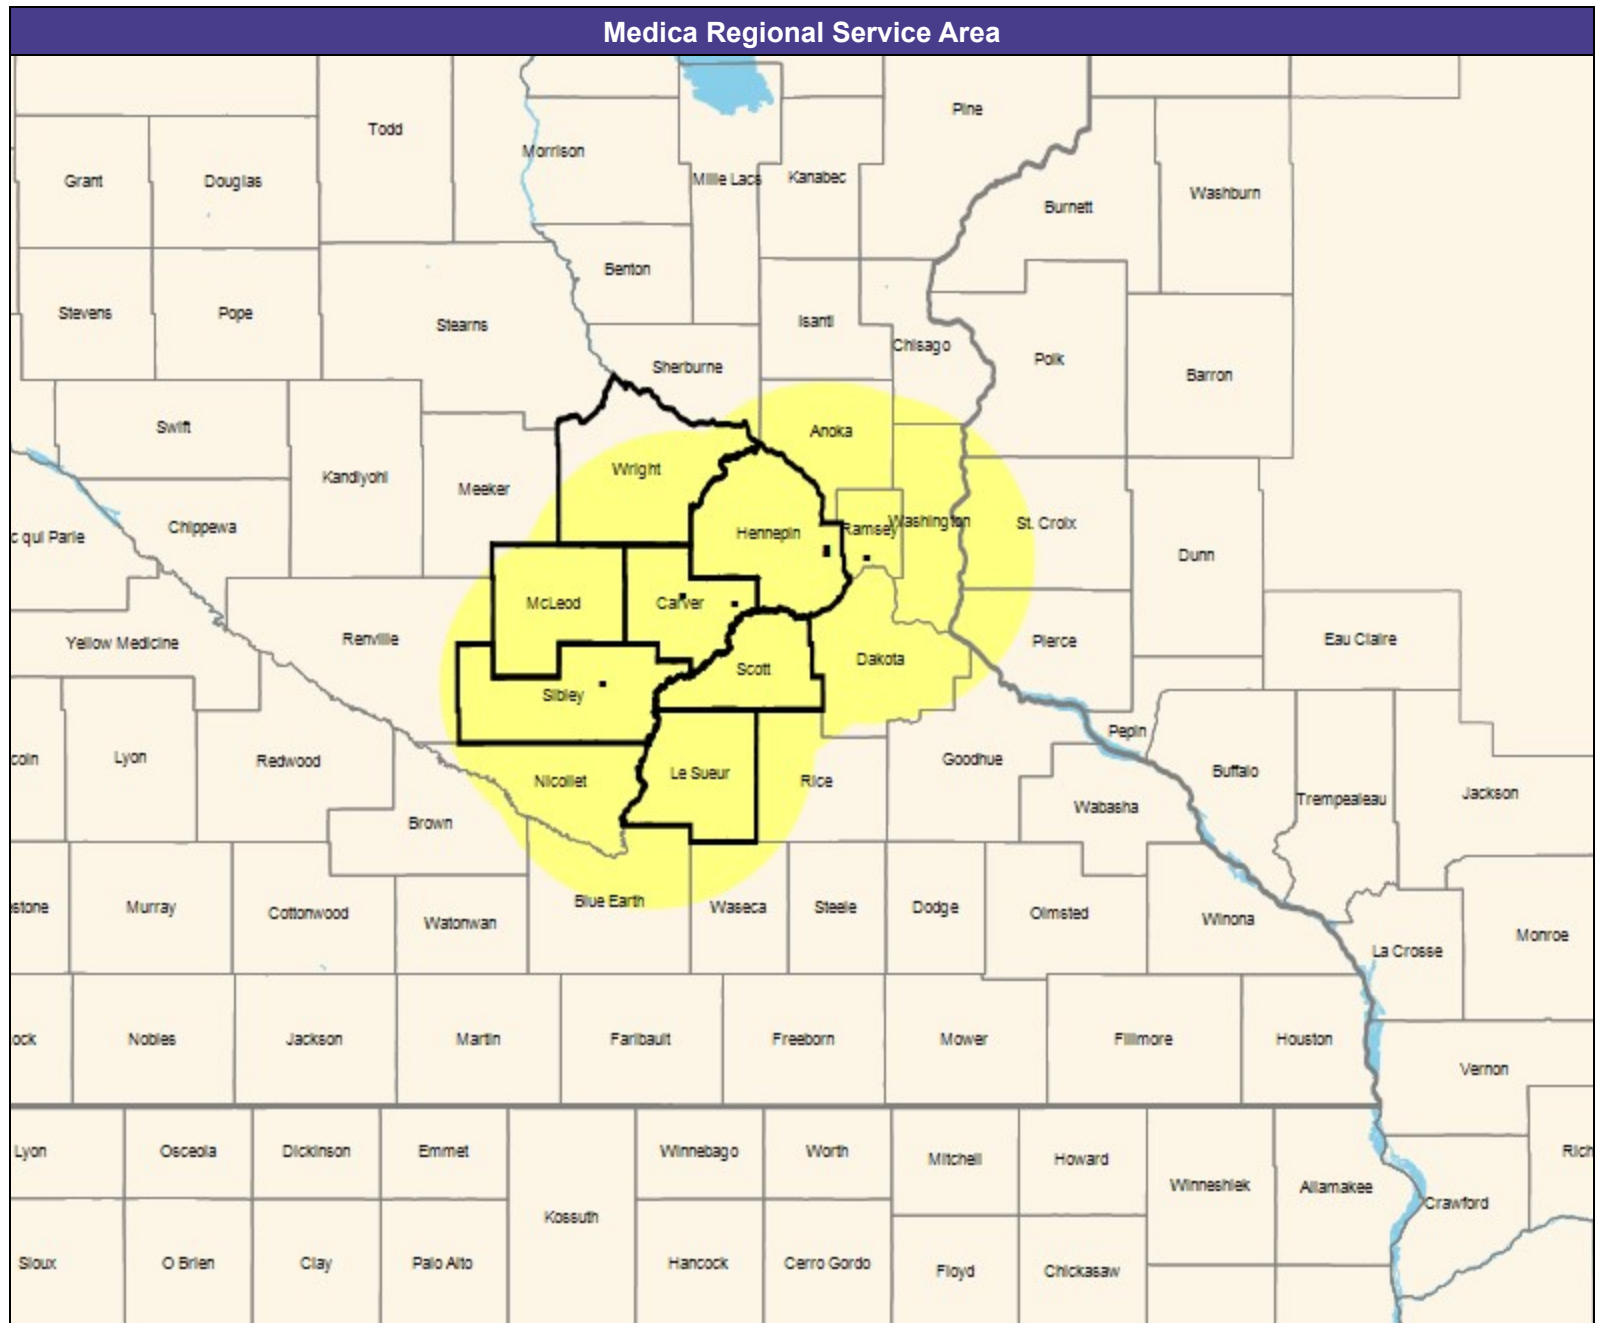 Medica Regional Service Area
Pine
Todd
Morrison
Grant
Douglas
Mille Lacs
Kanabec
Washburn
Burnett
Benton
Stevens
Pope
Stearns
Isanti
Chisago
Polk
Sherburne
Barron
Swift
Anoka
Wright
Kandiyohi
Meeker
Chippewa
Hennepin
Ramsey
Washington
St. Croix
c qui Parle
Dunn
McLeod
Carver
Yellow Medicine
Renville
Pierce
Eau Claire
Scott
Dakota
Sibley
Pepin
coln
Lyon
Redwood
Nicollet
Le Sueur
Rice
Goodhue
Buffalo
Trempealeau
Jackson
Brown
Wabasha
stone
Murray
Cottonwood
Watonwan
Blue Earth
Waseca
Steele
Dodge
Olmsted
Winona
La Crosse
Monroe
ock
Nobles
Jackson
Martin
Faribault
Freeborn
Mower
Fillmore
Houston
Vernon
Lyon
Osceola
Dickinson
Emmet
Winnebago
Worth
Mitchell
Howard
Rich
Winneshiek
Allamakee
Crawford
Kossuth
Sioux
O Brien
Clay
Palo Alto
Hancock
Cerro Gordo
Floyd
Chickasaw